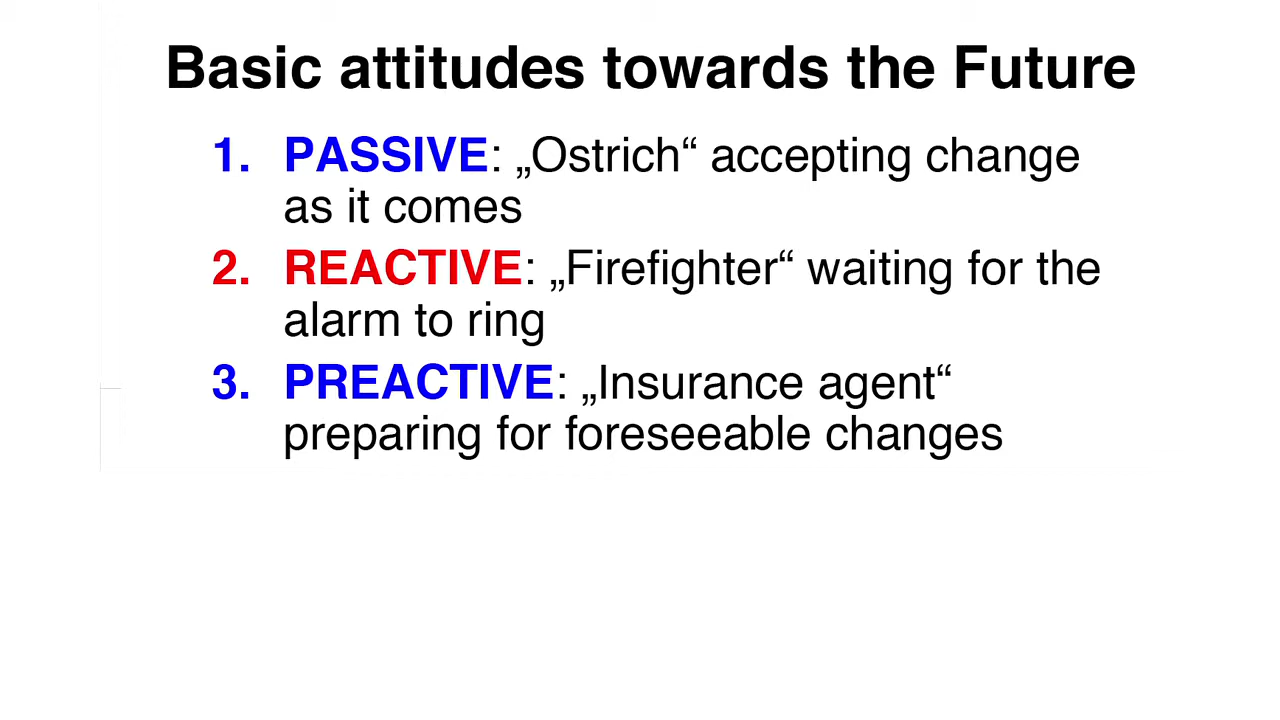 Basic attitudes towards the Future
1. PASSIVE: „Ostrich“ accepting change
as it comes
2. REACTIVE: „Firefighter“ waiting for the
alarm to ring
3. PREACTIVE: „Insurance agent“
preparing for foreseeable changes